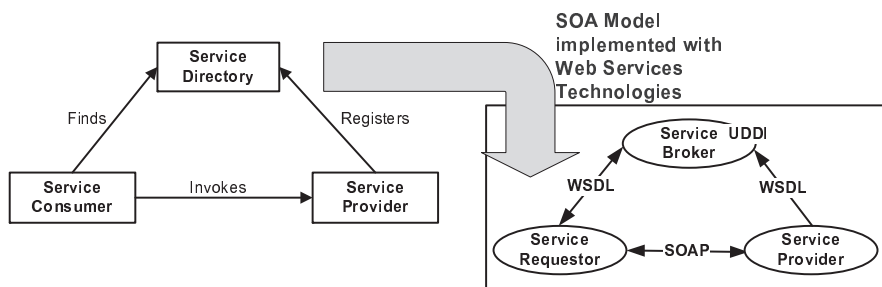 SOA Model
implemented with
Web Services
Technologies
Service
Directory
Finds
Registers
Service
Consumer
Invokes
Service
Provider
Service UDDI
Broker
WSDL
WSDL
Service
Requestor
SOAP
Service
Provider